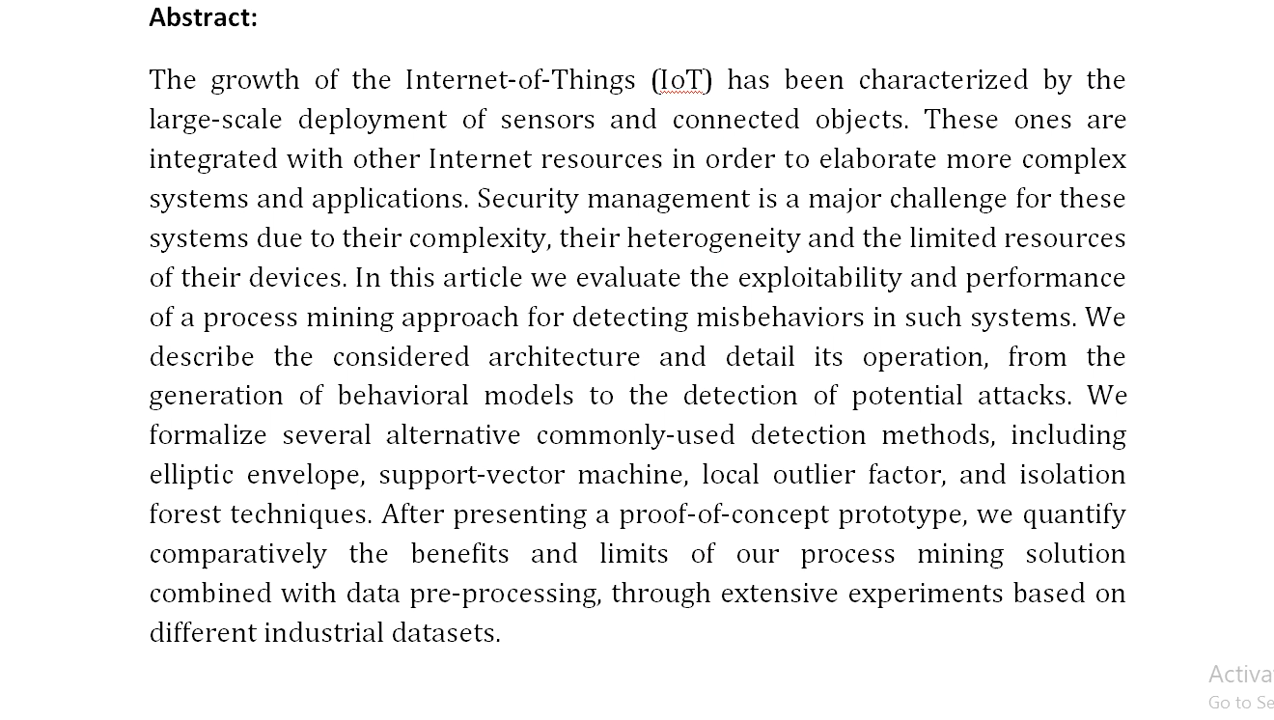 Abstract:
The growth of the Internet-of-Things (IoT) has been characterized by the
large-scale deployment of sensors and connected objects. These ones are
integrated with other Internet resources in order to elaborate more complex
systems and applications. Security management is a major challenge for these
systems due to their complexity, their heterogeneity and the limited resources
of their devices. In this article we evaluate the exploitability and performance
of a process mining approach for detecting misbehaviors in such systems. We
describe the considered architecture and detail its operation, from the
generation of behavioral models to the detection of potential attacks. We
formalize several alternative commonly-used detection methods, including
elliptic envelope, support-vector machine, local outlier factor, and isolation
forest techniques. After presenting a proof-of-concept prototype, we quantify
comparatively the benefits and limits of our process mining solution
combined with data pre-processing, through extensive experiments based on
different industrial datasets.
Activa
Go to Se